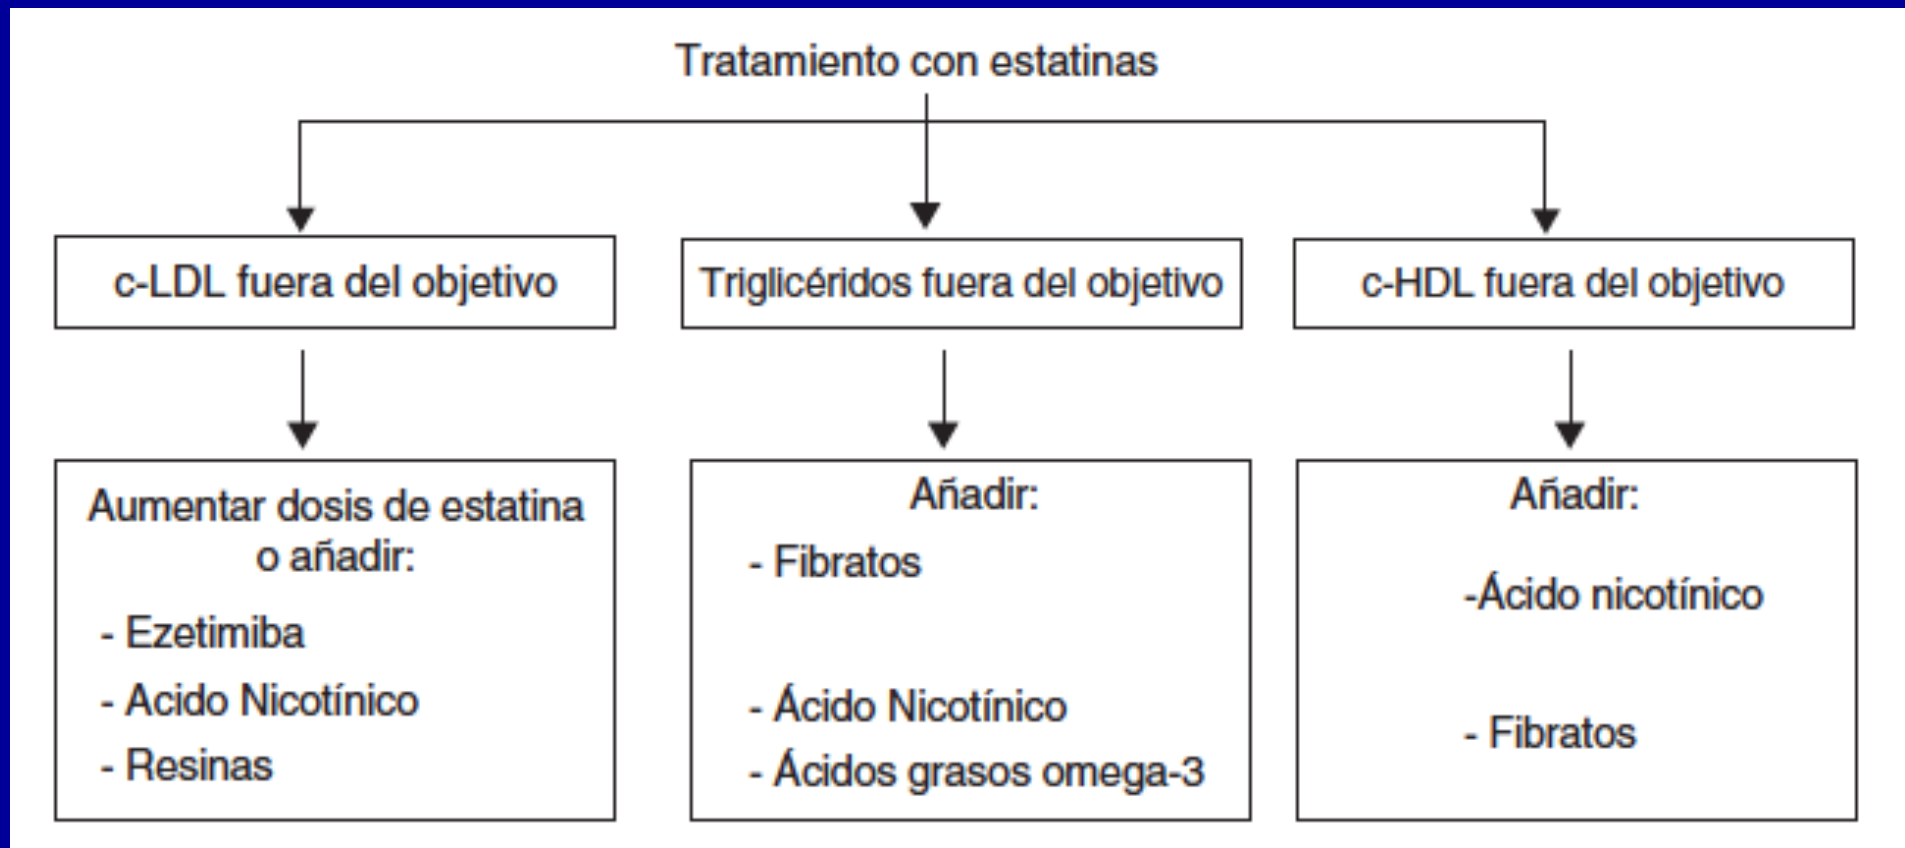 Tratamiento con estatinas
c-LDL fuera del objetivo
Triglicéridos fuera del objetivo
c-HDL fuera del objetivo
Aumentar dosis de estatina
o añadir:
- Ezetimiba
- Acido Nicotínico
- Resinas
Añadir:
- Fibratos
- Ácido Nicotínico
- Ácidos grasos omega-3
Añadir:
-Ácido nicotínico
- Fibratos